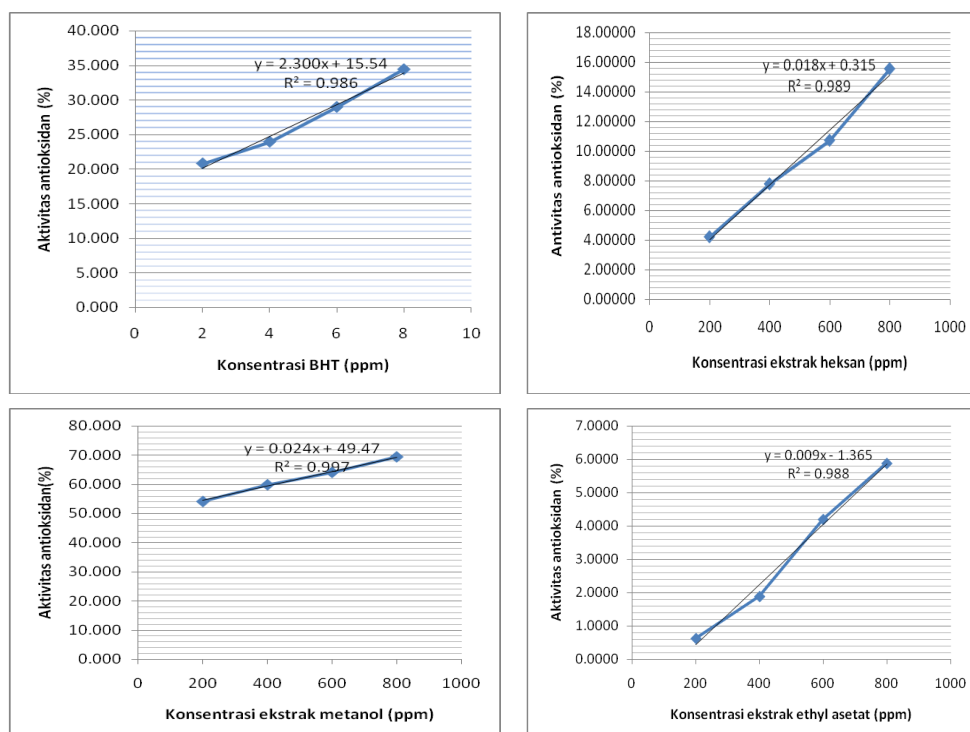 40.000
35.000
30.000
25.000
20.000
15.000
10.000
5.000
0.000
Aktivitas antioksidan (%)
y = 2.300x + 15.54
R² = 0.986
0 2 4 6 8 10
Konsentrasi BHT (ppm)
18.00000
16.00000
14.00000
12.00000
10.00000
8.00000
6.00000
4.00000
2.00000
0.00000
Antivitas antioksidan (%)
y = 0.018x + 0.315
R² = 0.989
0 200 400 600 800 1000
Konsentrasi ekstrak heksan (ppm)
80.000
70.000
60.000
50.000
40.000
30.000
20.000
10.000
0.000
Aktivitas antioksidan(%)
y = 0.024x + 49.47
R² = 0.997
0 200 400 600 800 1000
Konsentrasi ekstrak metanol (ppm)
7.0000
6.0000
5.0000
4.0000
3.0000
2.0000
1.0000
0.0000
Aktivitas antioksidan (%)
y = 0.009x - 1.365
R² = 0.988
0 200 400 600 800 1000
Konsentrasi ekstrak ethyl asetat (ppm)